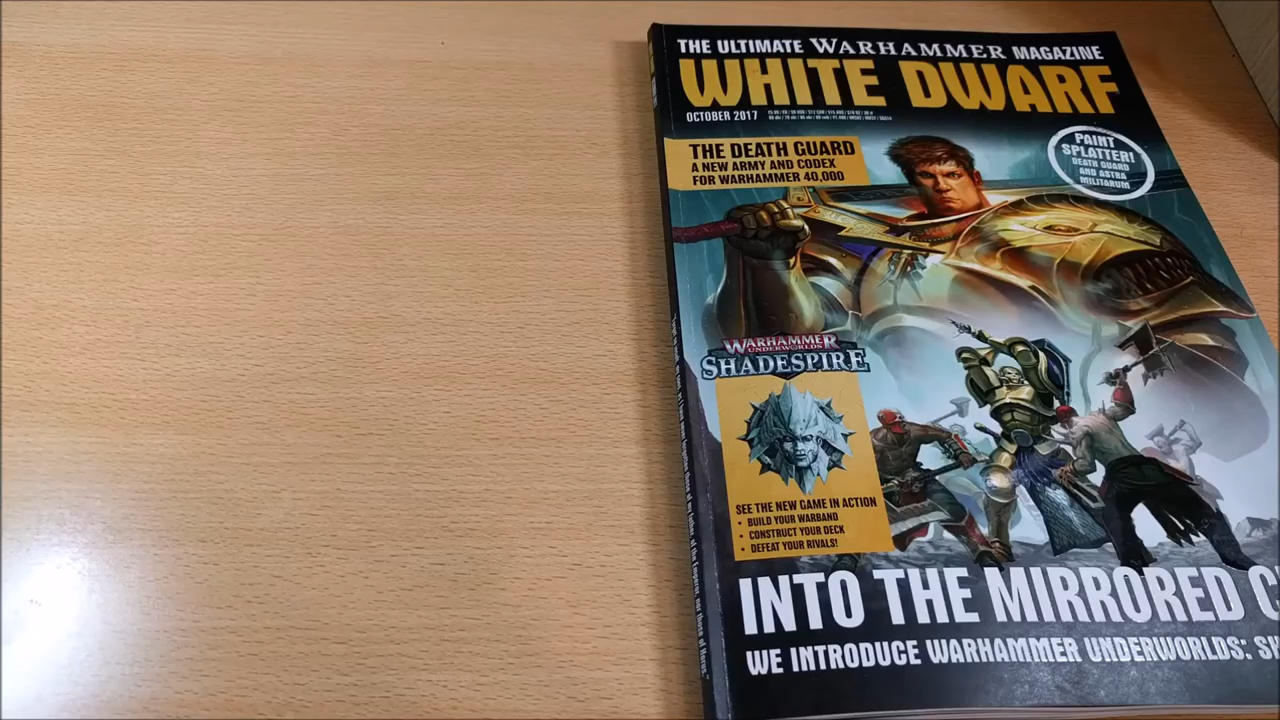 THE ULTIMATE WARHAMMER MAGAZINE
WHITE DWARF
OCTOBER 2017
THE DEATH GUARD
A NEW ARMY AND CODEX
FOR WARHAMMER 40,000
PAINT
SPLATTER!
DEATH GUARD
AND ASTRA
MILITARUM
WARHAMMER
UNDERWORLDS
SHADESPIRE
SEE THE NEW GAME IN ACTION
• BUILD YOUR WARBAND
• CONSTRUCT YOUR DECK
• DEFEAT YOUR RIVALS!
INTO THE MIRRORED C
WE INTRODUCE WARHAMMER UNDERWORLDS: SH